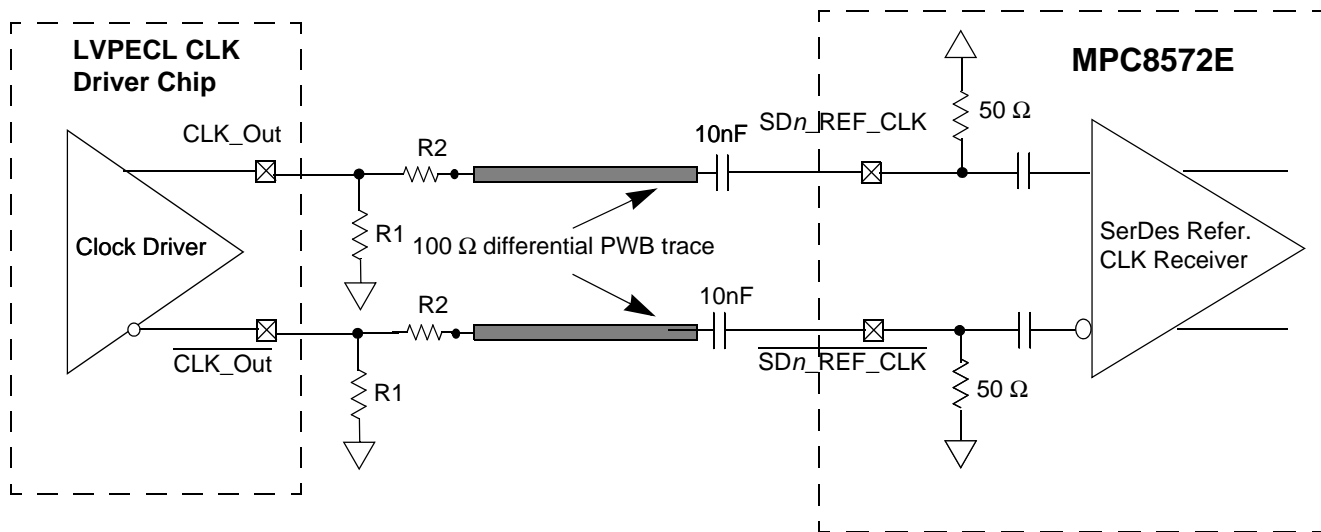 LVPECL CLK
Driver Chip
MPC8572E
CLK_Out
R2
10nF
SDn_REF_CLK
50 Ω
Clock Driver
R1
100 Ω differential PWB trace
SerDes Refer.
CLK Receiver
R2
10nF
CLK_Out
SDn_REF_CLK
R1
50 Ω